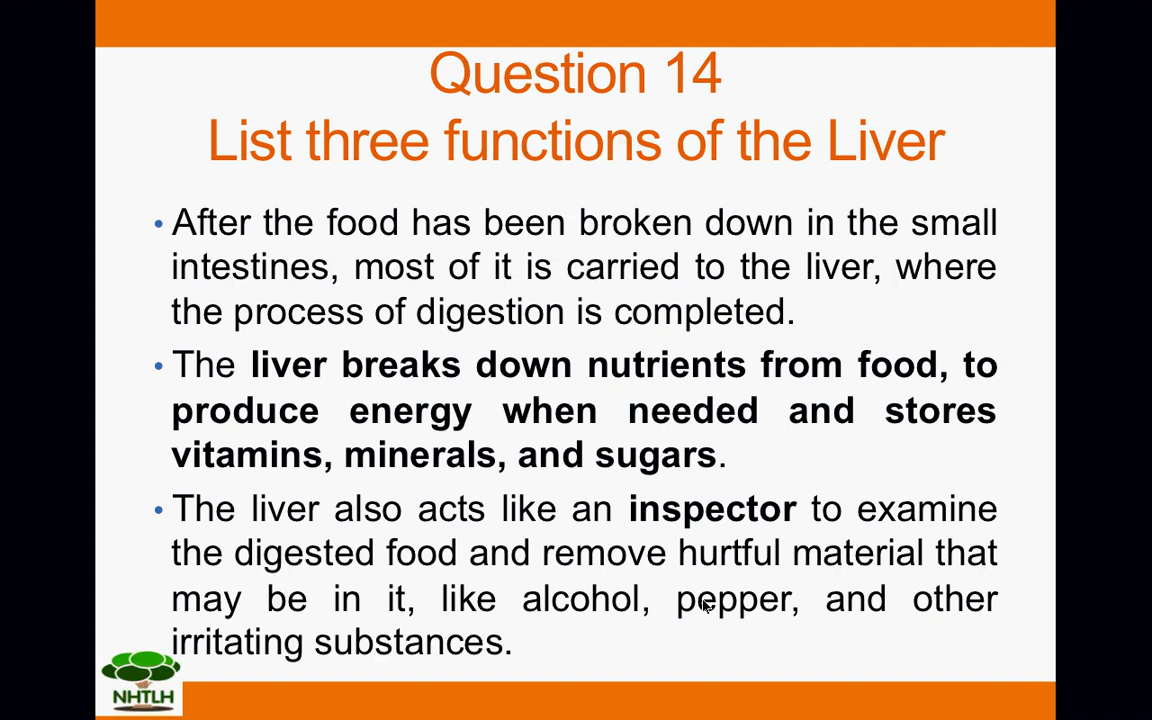 Question 14
List three functions of the Liver
• After the food has been broken down in the small
intestines, most of it is carried to the liver, where
the process of digestion is completed.
• The liver breaks down nutrients from food, to
produce energy when needed and stores
vitamins, minerals, and sugars.
• The liver also acts like an inspector to examine
the digested food and remove hurtful material that
may be in it, like alcohol, pepper, and other
irritating substances.
NHTLH